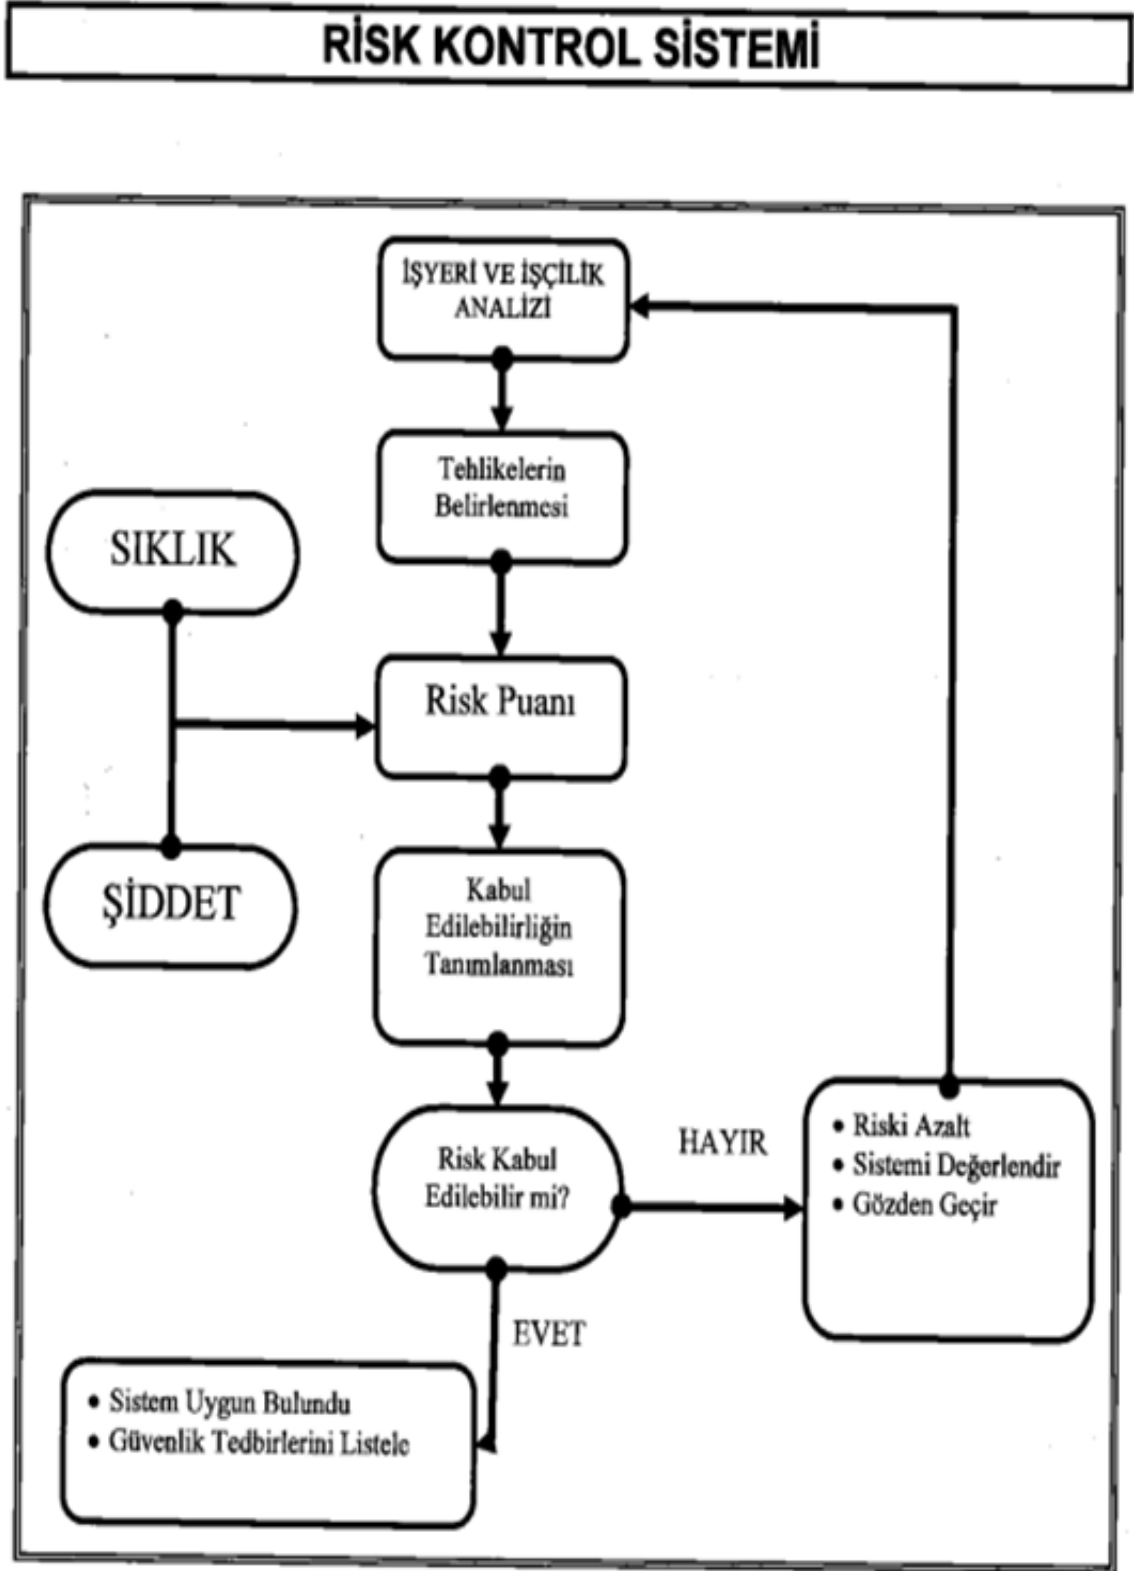 RİSK KONTROL SİSTEMİ
İŞYERİ VE İŞÇİLİK
ANALİZİ
Tehlikelerin
Belirlenmesi
SIKLIK
Risk Puanı
ŞİDDET
Kabul
Edilebilirliğin
Tanımlanması
Risk Kabul
Edilebilir mi?
HAYIR
• Riski Azalt
• Sistemi Değerlendir
• Gözden Geçir
EVET
• Sistem Uygun Bulundu
• Güvenlik Tedbirlerini Listele